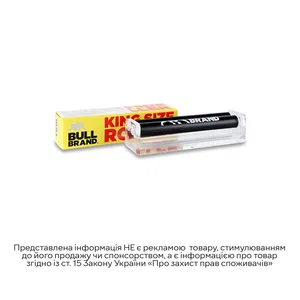 BULL
BRAND
KING SIZE
BRAND
Представлена інформація НЕ є рекламою товару, стимулюванням
до його продажу чи спонсорством, а є інформацією про товар
згідно із ст. 15 Закону України «Про захист прав споживачів»